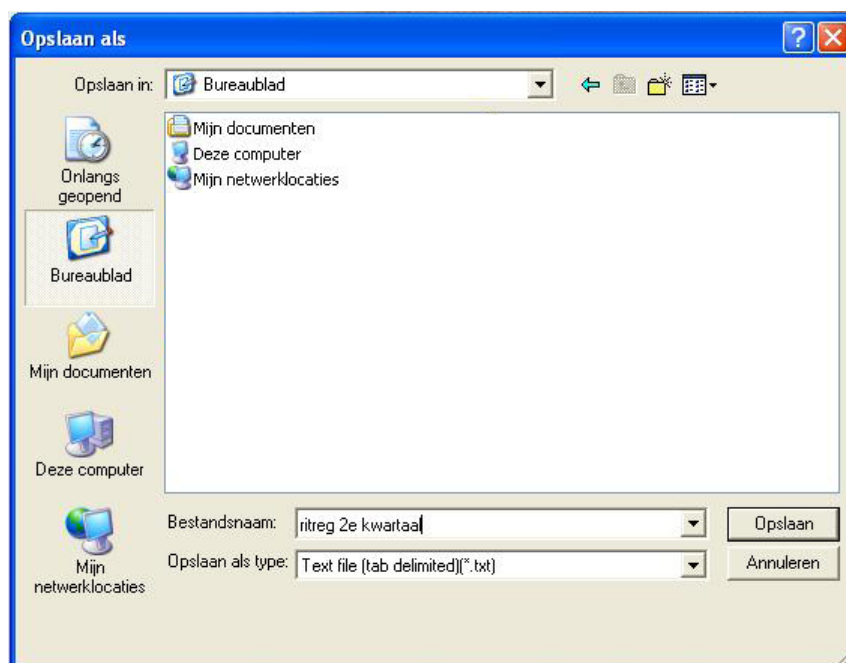 Opslaan als
Opslaan in:
Bureaublad
Mijn documenten
Deze computer
Mijn netwerklocaties
Onlangs
geopend
Bureaublad
Mijn documenten
Deze computer
Mijn
netwerklocaties
Bestandsnaam:
ritreg 2e kwartaal
Opslaan
Opslaan als type:
Text file (tab delimited)(*.txt)
Annuleren